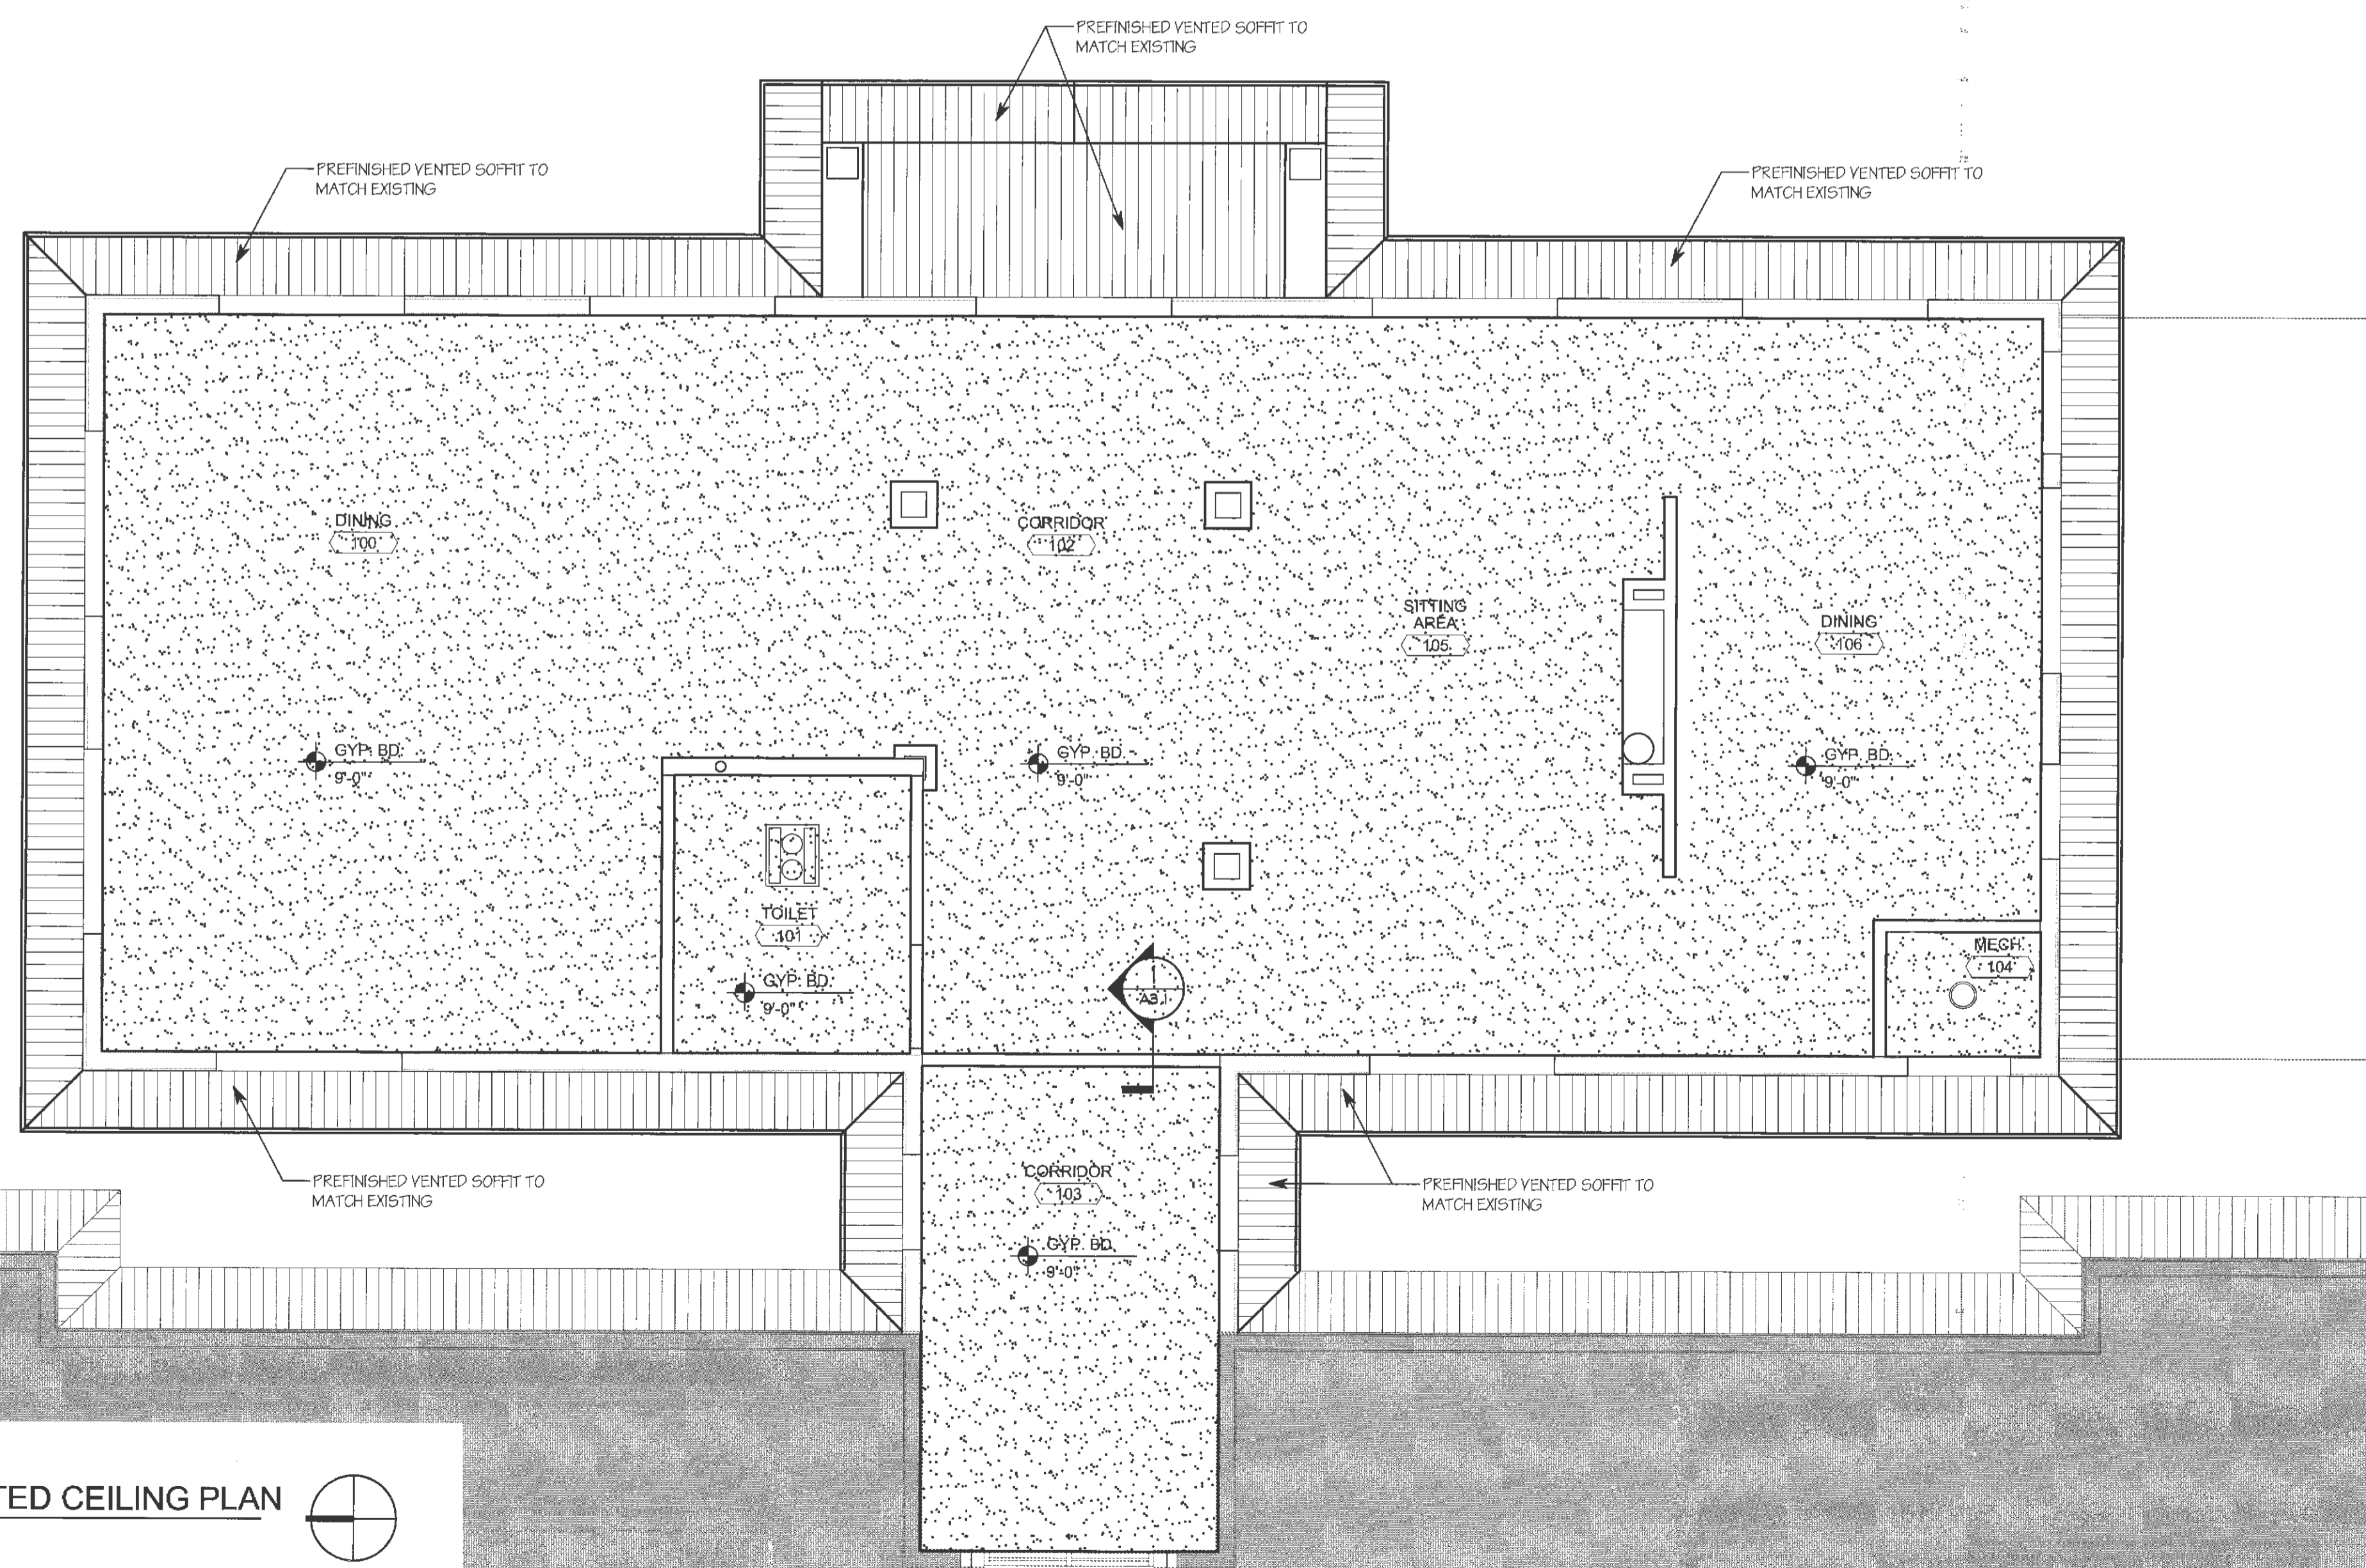 PREFINISHED VENTED SOFFIT TO
MATCH EXISTING
PREFINISHED VENTED SOFFIT TO
MATCH EXISTING
PREFINISHED VENTED SOFFIT TO
MATCH EXISTING
DINING
100
CORRIDOR
102
SITTING
AREA
105
DINING
106
GYP. BD.
9'-0"
GYP. BD.
9'-0"
GYP. BD.
9'-0"
TOILET
101
GYP. BD.
9'-0"
1
A3.1
MECH.
104
PREFINISHED VENTED SOFFIT TO
MATCH EXISTING
CORRIDOR
103
GYP. BD.
9'-0"
PREFINISHED VENTED SOFFIT TO
MATCH EXISTING
TED CEILING PLAN